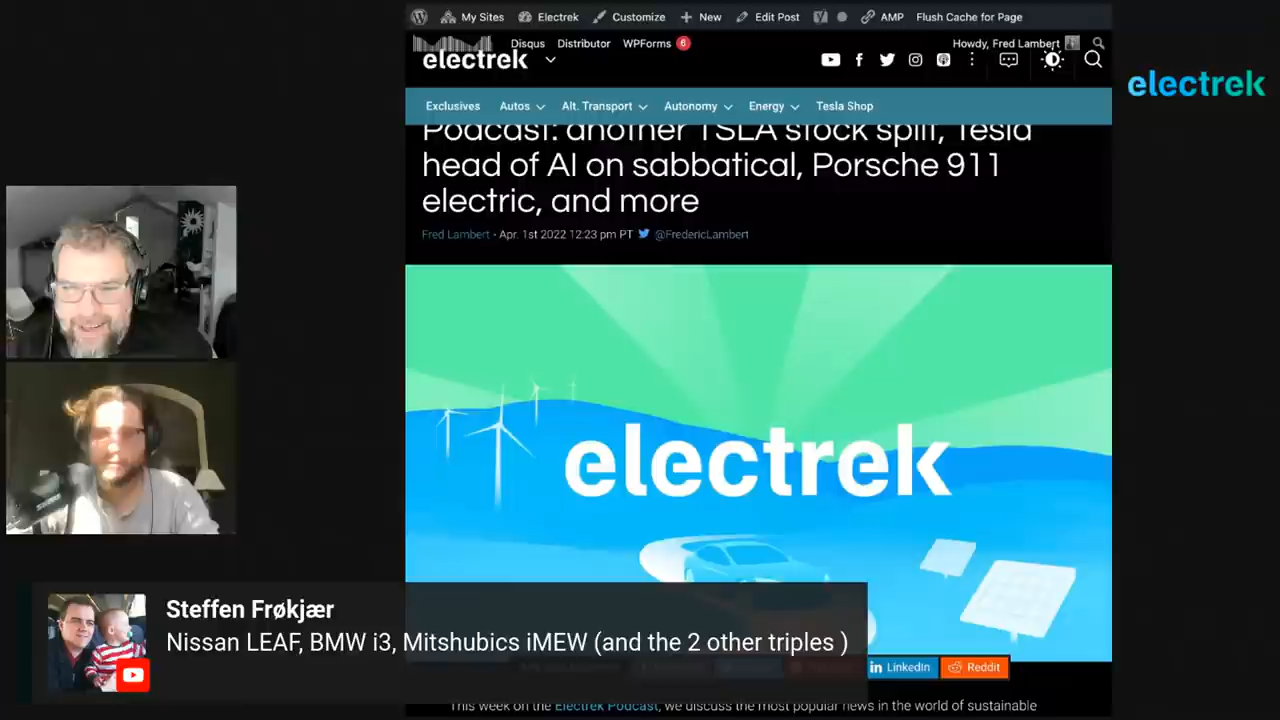 My Sites Electrek Customize New Edit Post AMP Flush Cache for Page
Disqus Distributor WPForms 6 Howdy, Fred Lambert
electrek
electrek
Exclusives Autos Alt. Transport Autonomy Energy Tesla Shop
Podcast: another TSLA stock split, Tesla
head of AI on sabbatical, Porsche 911
electric, and more
Fred Lambert - Apr. 1st 2022 12:23 pm PT @FredericLambert
electrek
Steffen Frøkjær
Nissan LEAF, BMW i3, Mitshubics iMEW (and the 2 other triples )
LinkedIn Reddit
This week on the Electrek Podcast, we discuss the most popular news in the world of sustainable